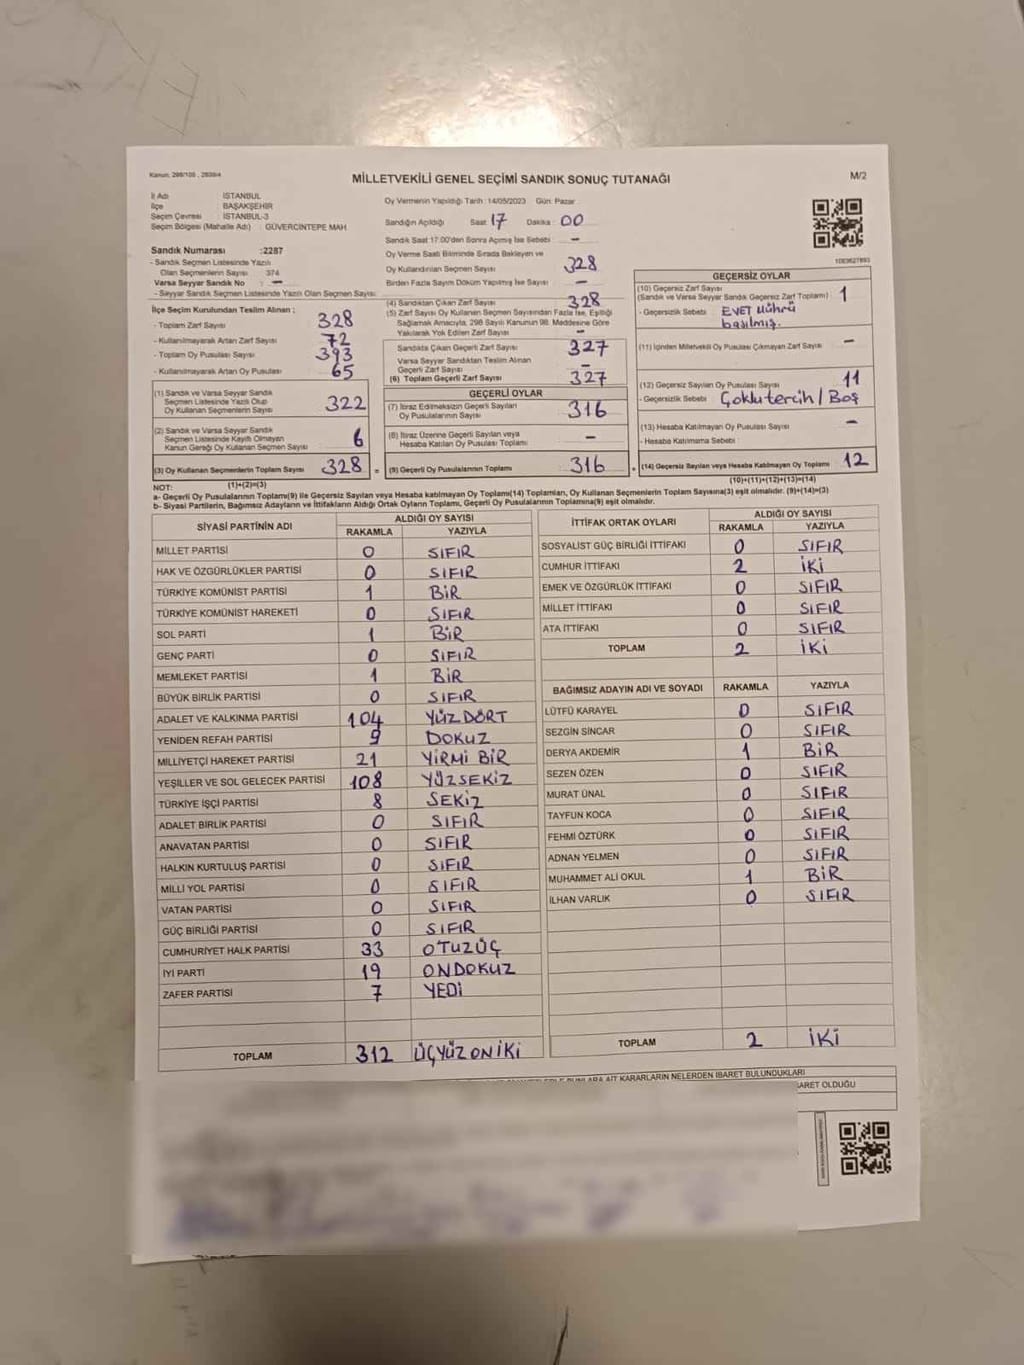 Kanun: 298/105 , 2839/4
MİLLETVEKİLİ GENEL SEÇİMİ SANDIK SONUÇ TUTANAĞI
M/2
İl Adı İSTANBUL
İlçe BAŞAKŞEHİR
Seçim Çevresi : İSTANBUL-3
Seçim Bölgesi (Mahalle Adı) : GÜVERCİNTEPE MAH.
Oy Vermenin Yapıldığı Tarih : 14/05/2023 Gün: Pazar
Sandığın Açıldığı Saat: 17 Dakika : 00
Sandık Saat 17:00'den Sonra Açılmış İse Sebebi : -
Oy Verme Saati Bitiminde Sırada Bekleyen ve
Oy Kullandırılan Seçmen Sayısı 328
Birden Fazla Sayım Döküm Yapılmış İse Sayısı -
Sandık Numarası :2287
- Sandık Seçmen Listesinde Yazılı
Olan Seçmenlerin Sayısı 374
Varsa Seyyar Sandık No : -
- Seyyar Sandık Seçmen Listesinde Yazılı Olan Seçmen Sayısı:
İlçe Seçim Kurulundan Teslim Alınan ;
- Toplam Zarf Sayısı 328
- Kullanılmayarak Artan Zarf Sayısı 72
- Toplam Oy Pusulası Sayısı 393
- Kullanılmayarak Artan Oy Pusulası 65
(1) Sandık ve Varsa Seyyar Sandık
Seçmen Listesinde Yazılı Olup
Oy Kullanan Seçmenlerin Sayısı 322
(2) Sandık ve Varsa Seyyar Sandık
Seçmen Listesinde Kayıtlı Olmayan
Kanun Gereği Oy Kullanan Seçmen Sayısı 6
(3) Oy Kullanan Seçmenlerin Toplam Sayısı 328 =
(1)+(2)=(3)
(4) Sandıktan Çıkan Zarf Sayısı 328
(5) Zarf Sayısı Oy Kullanan Seçmen Sayısından Fazla İse, Eşitliği
Sağlamak Amacıyla, 298 Sayılı Kanunun 98. Maddesine Göre
Yakılarak Yok Edilen Zarf Sayısı -
Sandıkta Çıkan Geçerli Zarf Sayısı 327
Varsa Seyyar Sandıktan Teslim Alınan
Geçerli Zarf Sayısı -
(6) Toplam Geçerli Zarf Sayısı 327
GEÇERLİ OYLAR
(7) İtiraz Edilmeksizin Geçerli Sayılan
Oy Pusulalarının Sayısı 316
(8) İtiraz Üzerine Geçerli Sayılan veya
Hesaba Katılan Oy Pusulası Toplamı -
(9) Geçerli Oy Pusulalarının Toplamı 316 +
GEÇERSİZ OYLAR
(10) Geçersiz Zarf Sayısı
(Sandık ve Varsa Seyyar Sandık Geçersiz Zarf Toplamı) 1
- Geçersizlik Sebebi : EVET mührü
basılmış.
(11) İçinden Milletvekili Oy Pusulası Çıkmayan Zarf Sayısı -
(12) Geçersiz Sayılan Oy Pusulası Sayısı 11
- Geçersizlik Sebebi : Çoklu tercih / Boş
(13) Hesaba Katılmayan Oy Pusulası Sayısı -
- Hesaba Katılmama Sebebi :
(14) Geçersiz Sayılan veya Hesaba Katılmayan Oy Toplamı 12
(10)+(11)+(12)+(13)=(14)
NOT:
a- Geçerli Oy Pusulalarının Toplamı(9) ile Geçersiz Sayılan veya Hesaba katılmayan Oy Toplamı(14) Toplamları, Oy Kullanan Seçmenlerin Toplam Sayısına(3) eşit olmalıdır. (9)+(14)=(3)
b- Siyasi Partilerin, Bağımsız Adayların ve İttifakların Aldığı Ortak Oyların Toplamı, Geçerli Oy Pusulalarının Toplamına(9) eşit olmalıdır.
SİYASİ PARTİNİN ADI ALDIĞI OY SAYISI
RAKAMLA YAZIYLA
MİLLET PARTİSİ 0 SIFIR
HAK VE ÖZGÜRLÜKLER PARTİSİ 0 SIFIR
TÜRKİYE KOMÜNİST PARTİSİ 1 BİR
TÜRKİYE KOMÜNİST HAREKETİ 0 SIFIR
SOL PARTİ 1 BİR
GENÇ PARTİ 0 SIFIR
MEMLEKET PARTİSİ 1 BİR
BÜYÜK BİRLİK PARTİSİ 0 SIFIR
ADALET VE KALKINMA PARTİSİ 104 YÜZ DÖRT
YENİDEN REFAH PARTİSİ 9 DOKUZ
MİLLİYETÇİ HAREKET PARTİSİ 21 YİRMİ BİR
YEŞİLLER VE SOL GELECEK PARTİSİ 108 YÜZSEKİZ
TÜRKİYE İŞÇİ PARTİSİ 8 SEKİZ
ADALET BİRLİK PARTİSİ 0 SIFIR
ANAVATAN PARTİSİ 0 SIFIR
HALKIN KURTULUŞ PARTİSİ 0 SIFIR
MİLLİ YOL PARTİSİ 0 SIFIR
VATAN PARTİSİ 0 SIFIR
GÜÇ BİRLİĞİ PARTİSİ 0 SIFIR
CUMHURİYET HALK PARTİSİ 33 OTUZÜÇ
İYİ PARTİ 19 ONDOKUZ
ZAFER PARTİSİ 7 YEDİ
TOPLAM 312 ÜÇYÜZ ON İKİ
İTTİFAK ORTAK OYLARI ALDIĞI OY SAYISI
RAKAMLA YAZIYLA
SOSYALİST GÜÇ BİRLİĞİ İTTİFAKI 0 SIFIR
CUMHUR İTTİFAKI 2 İKİ
EMEK VE ÖZGÜRLÜK İTTİFAKI 0 SIFIR
MİLLET İTTİFAKI 0 SIFIR
ATA İTTİFAKI 0 SIFIR
TOPLAM 2 İKİ
BAĞIMSIZ ADAYIN ADI VE SOYADI RAKAMLA YAZIYLA
LÜTFÜ KARAYEL 0 SIFIR
SEZGİN SİNCAR 0 SIFIR
DERYA AKDEMİR 1 BİR
SEZEN ÖZEN 0 SIFIR
MURAT ÜNAL 0 SIFIR
TAYFUN KOCA 0 SIFIR
FEHMİ ÖZTÜRK 0 SIFIR
ADNAN YELMEN 0 SIFIR
MUHAMMET ALİ OKUL 1 BİR
İLHAN VARLIK 0 SIFIR
TOPLAM 2 İKİ
AİT KARARLARIN NELERDEN İBARET BULUNDUKLARI
İBARET OLDUĞU